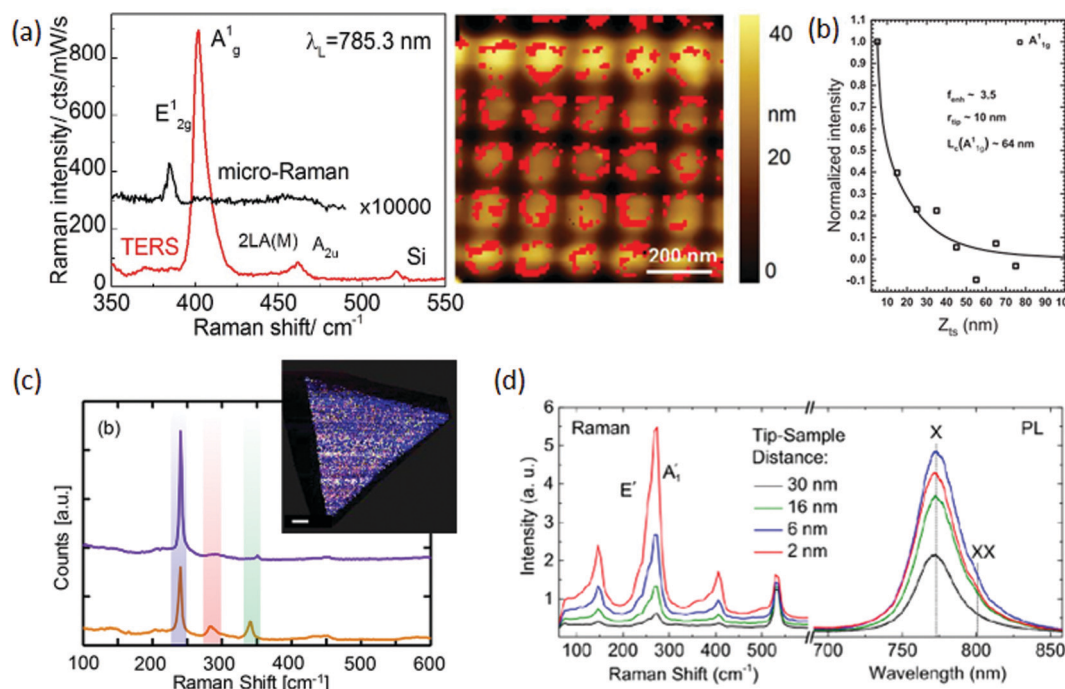 (a)
Raman intensity/ cts/mW/s
800
600
400
200
0
A¹g
λL=785.3 nm
E¹2g
micro-Raman
x10000
TERS
2LA(M)
A2u
Si
350 400 450 500 550
Raman shift/ cm⁻¹
200 nm
40
nm
20
0
(b)
Normalized intensity
1.1
1.0
0.9
0.8
0.7
0.6
0.5
0.4
0.3
0.2
0.1
0.0
-0.1
A¹1g
fenh ~ 3.5
rtip ~ 10 nm
Lc(A¹1g) ~ 64 nm
10 20 30 40 50 60 70 80 90 100
Zts (nm)
(c)
(b)
Counts [a.u.]
100 200 300 400 500 600
Raman Shift [cm⁻¹]
(d)
Intensity (a. u.)
6
5
4
3
2
1
Raman
E′
A′1
Tip-Sample
Distance:
30 nm
16 nm
6 nm
2 nm
X
PL
XX
100 200 300 400 500
Raman Shift (cm⁻¹)
700 750 800 850
Wavelength (nm)